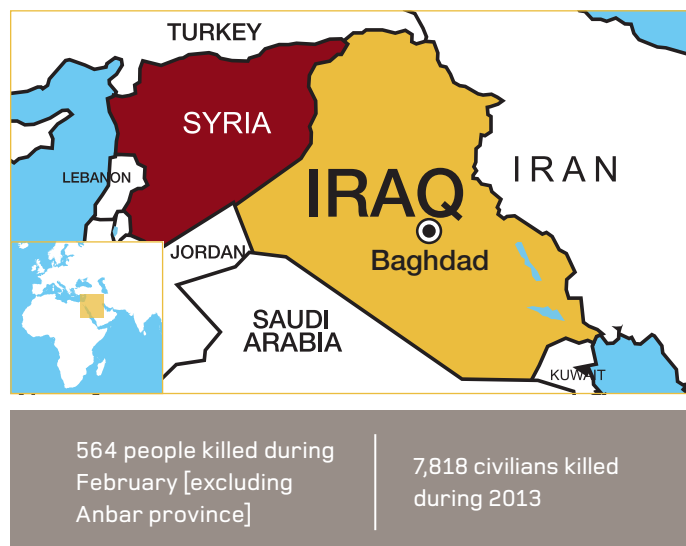 TURKEY
SYRIA
LEBANON
IRAN
IRAQ
Baghdad
JORDAN
SAUDI
ARABIA
KUWAIT
564 people killed during
February [excluding
Anbar province]
7,818 civilians killed
during 2013